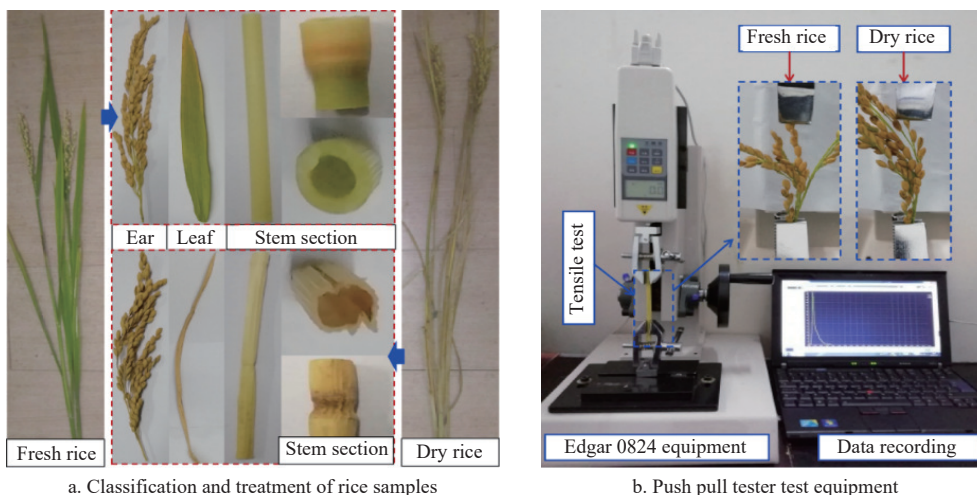 Fresh rice
Ear
Leaf
Stem section
Stem section
Dry rice
a. Classification and treatment of rice samples
Fresh rice
Dry rice
Tensile test
Edgar 0824 equipment
Data recording
b. Push pull tester test equipment